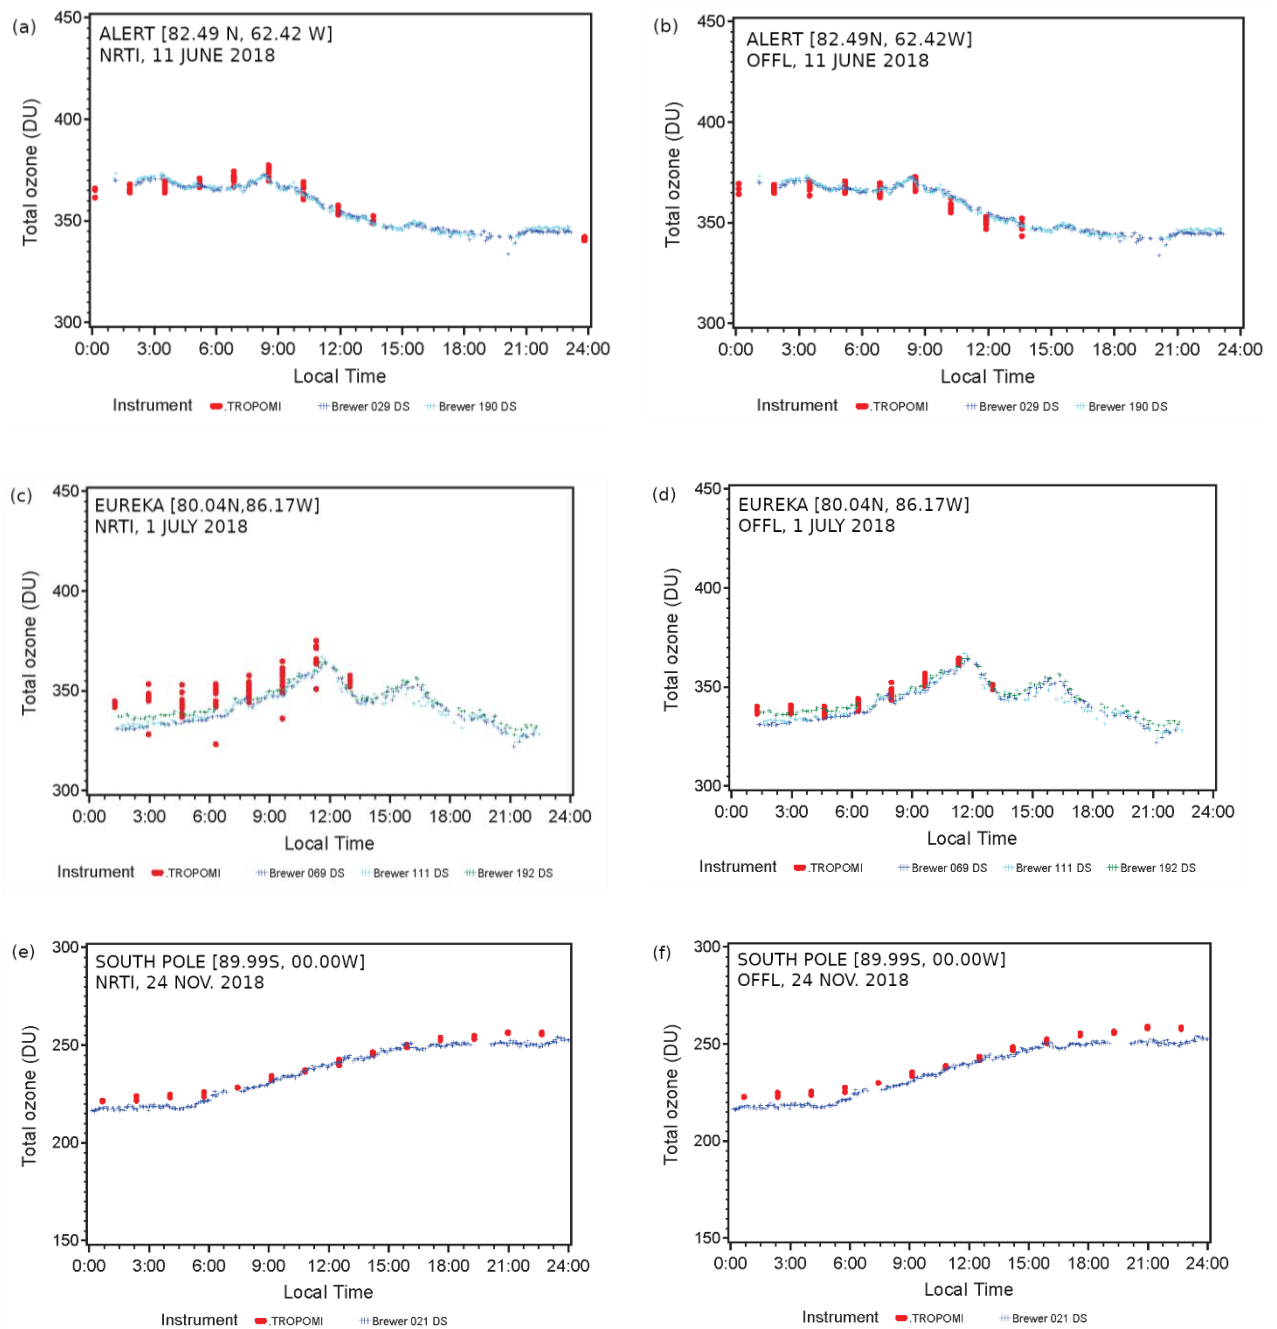 (a)
ALERT [82.49 N, 62.42 W]
NRTI, 11 JUNE 2018
450
400
350
300
Total ozone (DU)
0:00 3:00 6:00 9:00 12:00 15:00 18:00 21:00 24:00
Local Time
Instrument .TROPOMI Brewer 029 DS Brewer 190 DS
(b)
ALERT [82.49N, 62.42W]
OFFL, 11 JUNE 2018
450
400
350
300
Total ozone (DU)
0:00 3:00 6:00 9:00 12:00 15:00 18:00 21:00 24:00
Local Time
Instrument .TROPOMI Brewer 029 DS Brewer 190 DS
(c)
EUREKA [80.04N,86.17W]
NRTI, 1 JULY 2018
450
400
350
300
Total ozone (DU)
0:00 3:00 6:00 9:00 12:00 15:00 18:00 21:00 24:00
Local Time
Instrument .TROPOMI Brewer 069 DS Brewer 111 DS Brewer 192 DS
(d)
EUREKA [80.04N, 86.17W]
OFFL, 1 JULY 2018
450
400
350
300
Total ozone (DU)
0:00 3:00 6:00 9:00 12:00 15:00 18:00 21:00 24:00
Local Time
Instrument .TROPOMI Brewer 069 DS Brewer 111 DS Brewer 192 DS
(e)
SOUTH POLE [89.99S, 00.00W]
NRTI, 24 NOV. 2018
300
250
200
150
Total ozone (DU)
0:00 3:00 6:00 9:00 12:00 15:00 18:00 21:00 24:00
Local Time
Instrument .TROPOMI Brewer 021 DS
(f)
SOUTH POLE [89.99S, 00.00W]
OFFL, 24 NOV. 2018
300
250
200
150
Total ozone (DU)
0:00 3:00 6:00 9:00 12:00 15:00 18:00 21:00 24:00
Local Time
Instrument .TROPOMI Brewer 021 DS